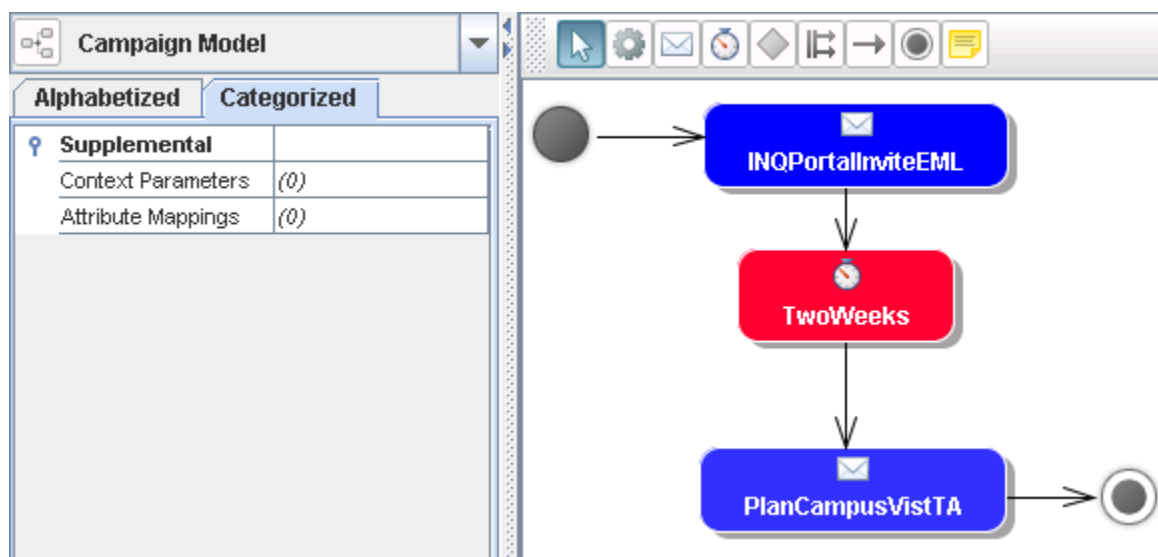 Campaign Model
Alphabetized Categorized
Supplemental
Context Parameters (0)
Attribute Mappings (0)
INQPortalInviteEML
TwoWeeks
PlanCampusVistTA